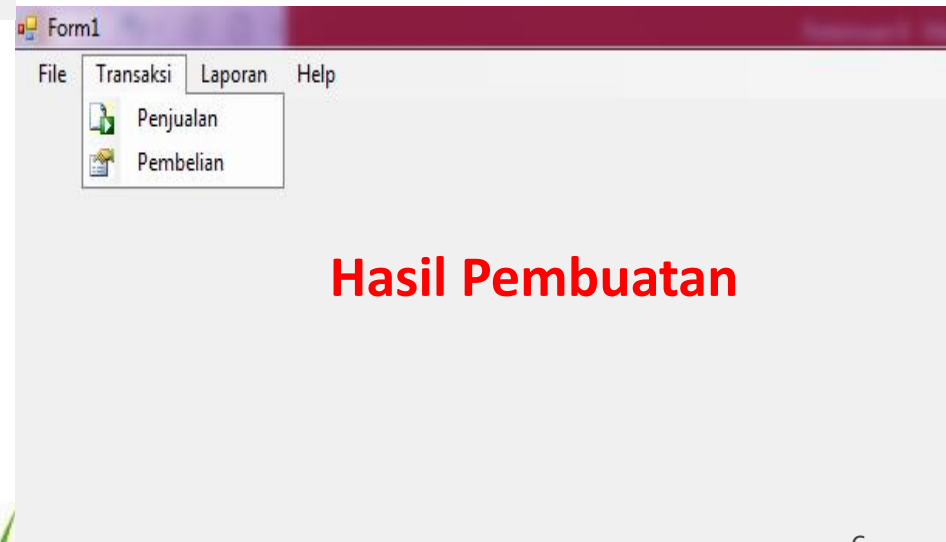 Form1
File Transaksi Laporan Help
Penjualan
Pembelian
Hasil Pembuatan